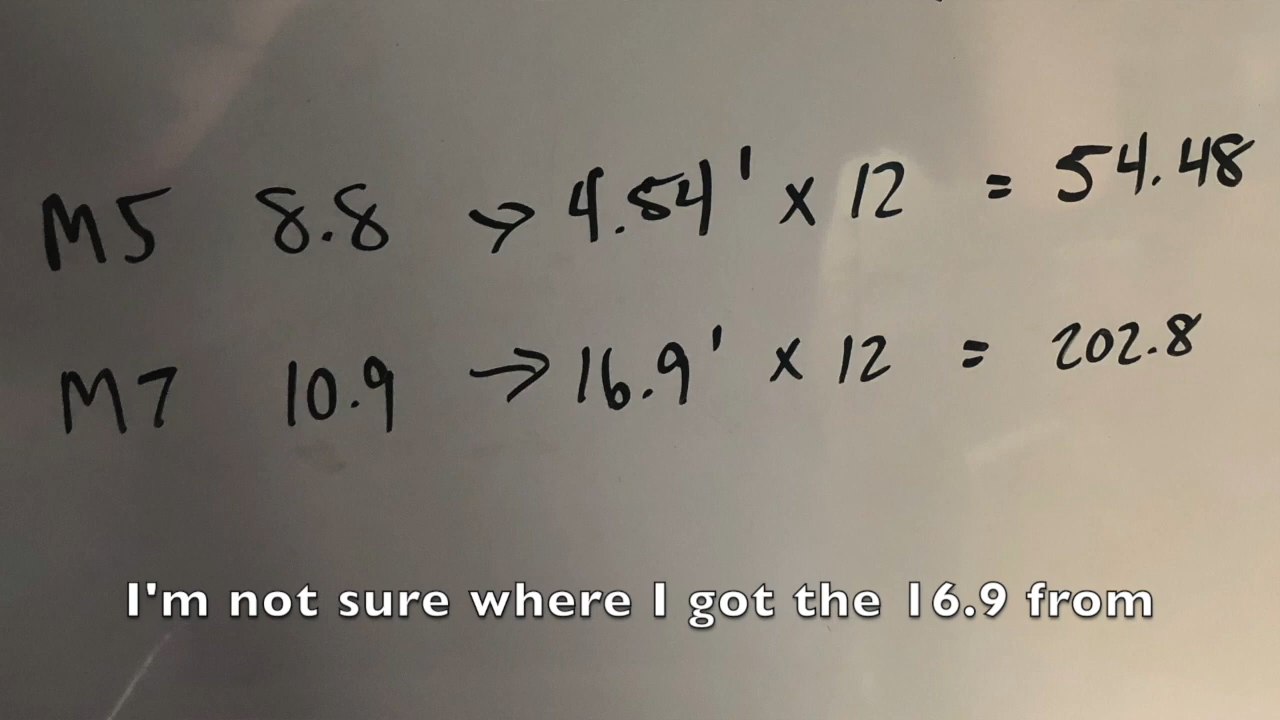 M5 8.8 → 4.54' x 12 = 54.48
M7 10.9 → 16.9' x 12 = 202.8
I'm not sure where I got the 16.9 from